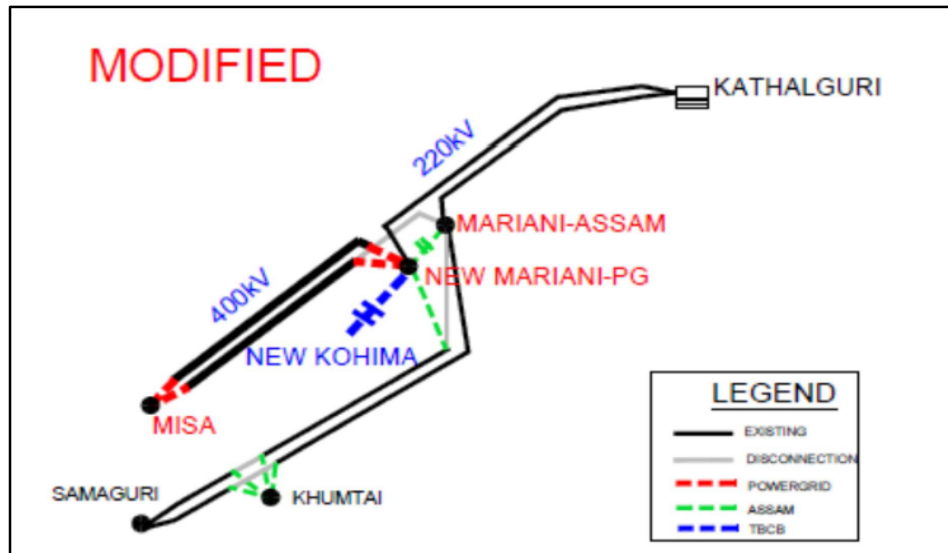 MODIFIED
KATHALGURI
220kV
MARIANI-ASSAM
NEW MARIANI-PG
400kV
NEW KOHIMA
MISA
SAMAGURI
KHUMTAI
LEGEND
EXISTING
DISCONNECTION
POWERGRID
ASSAM
TBCB